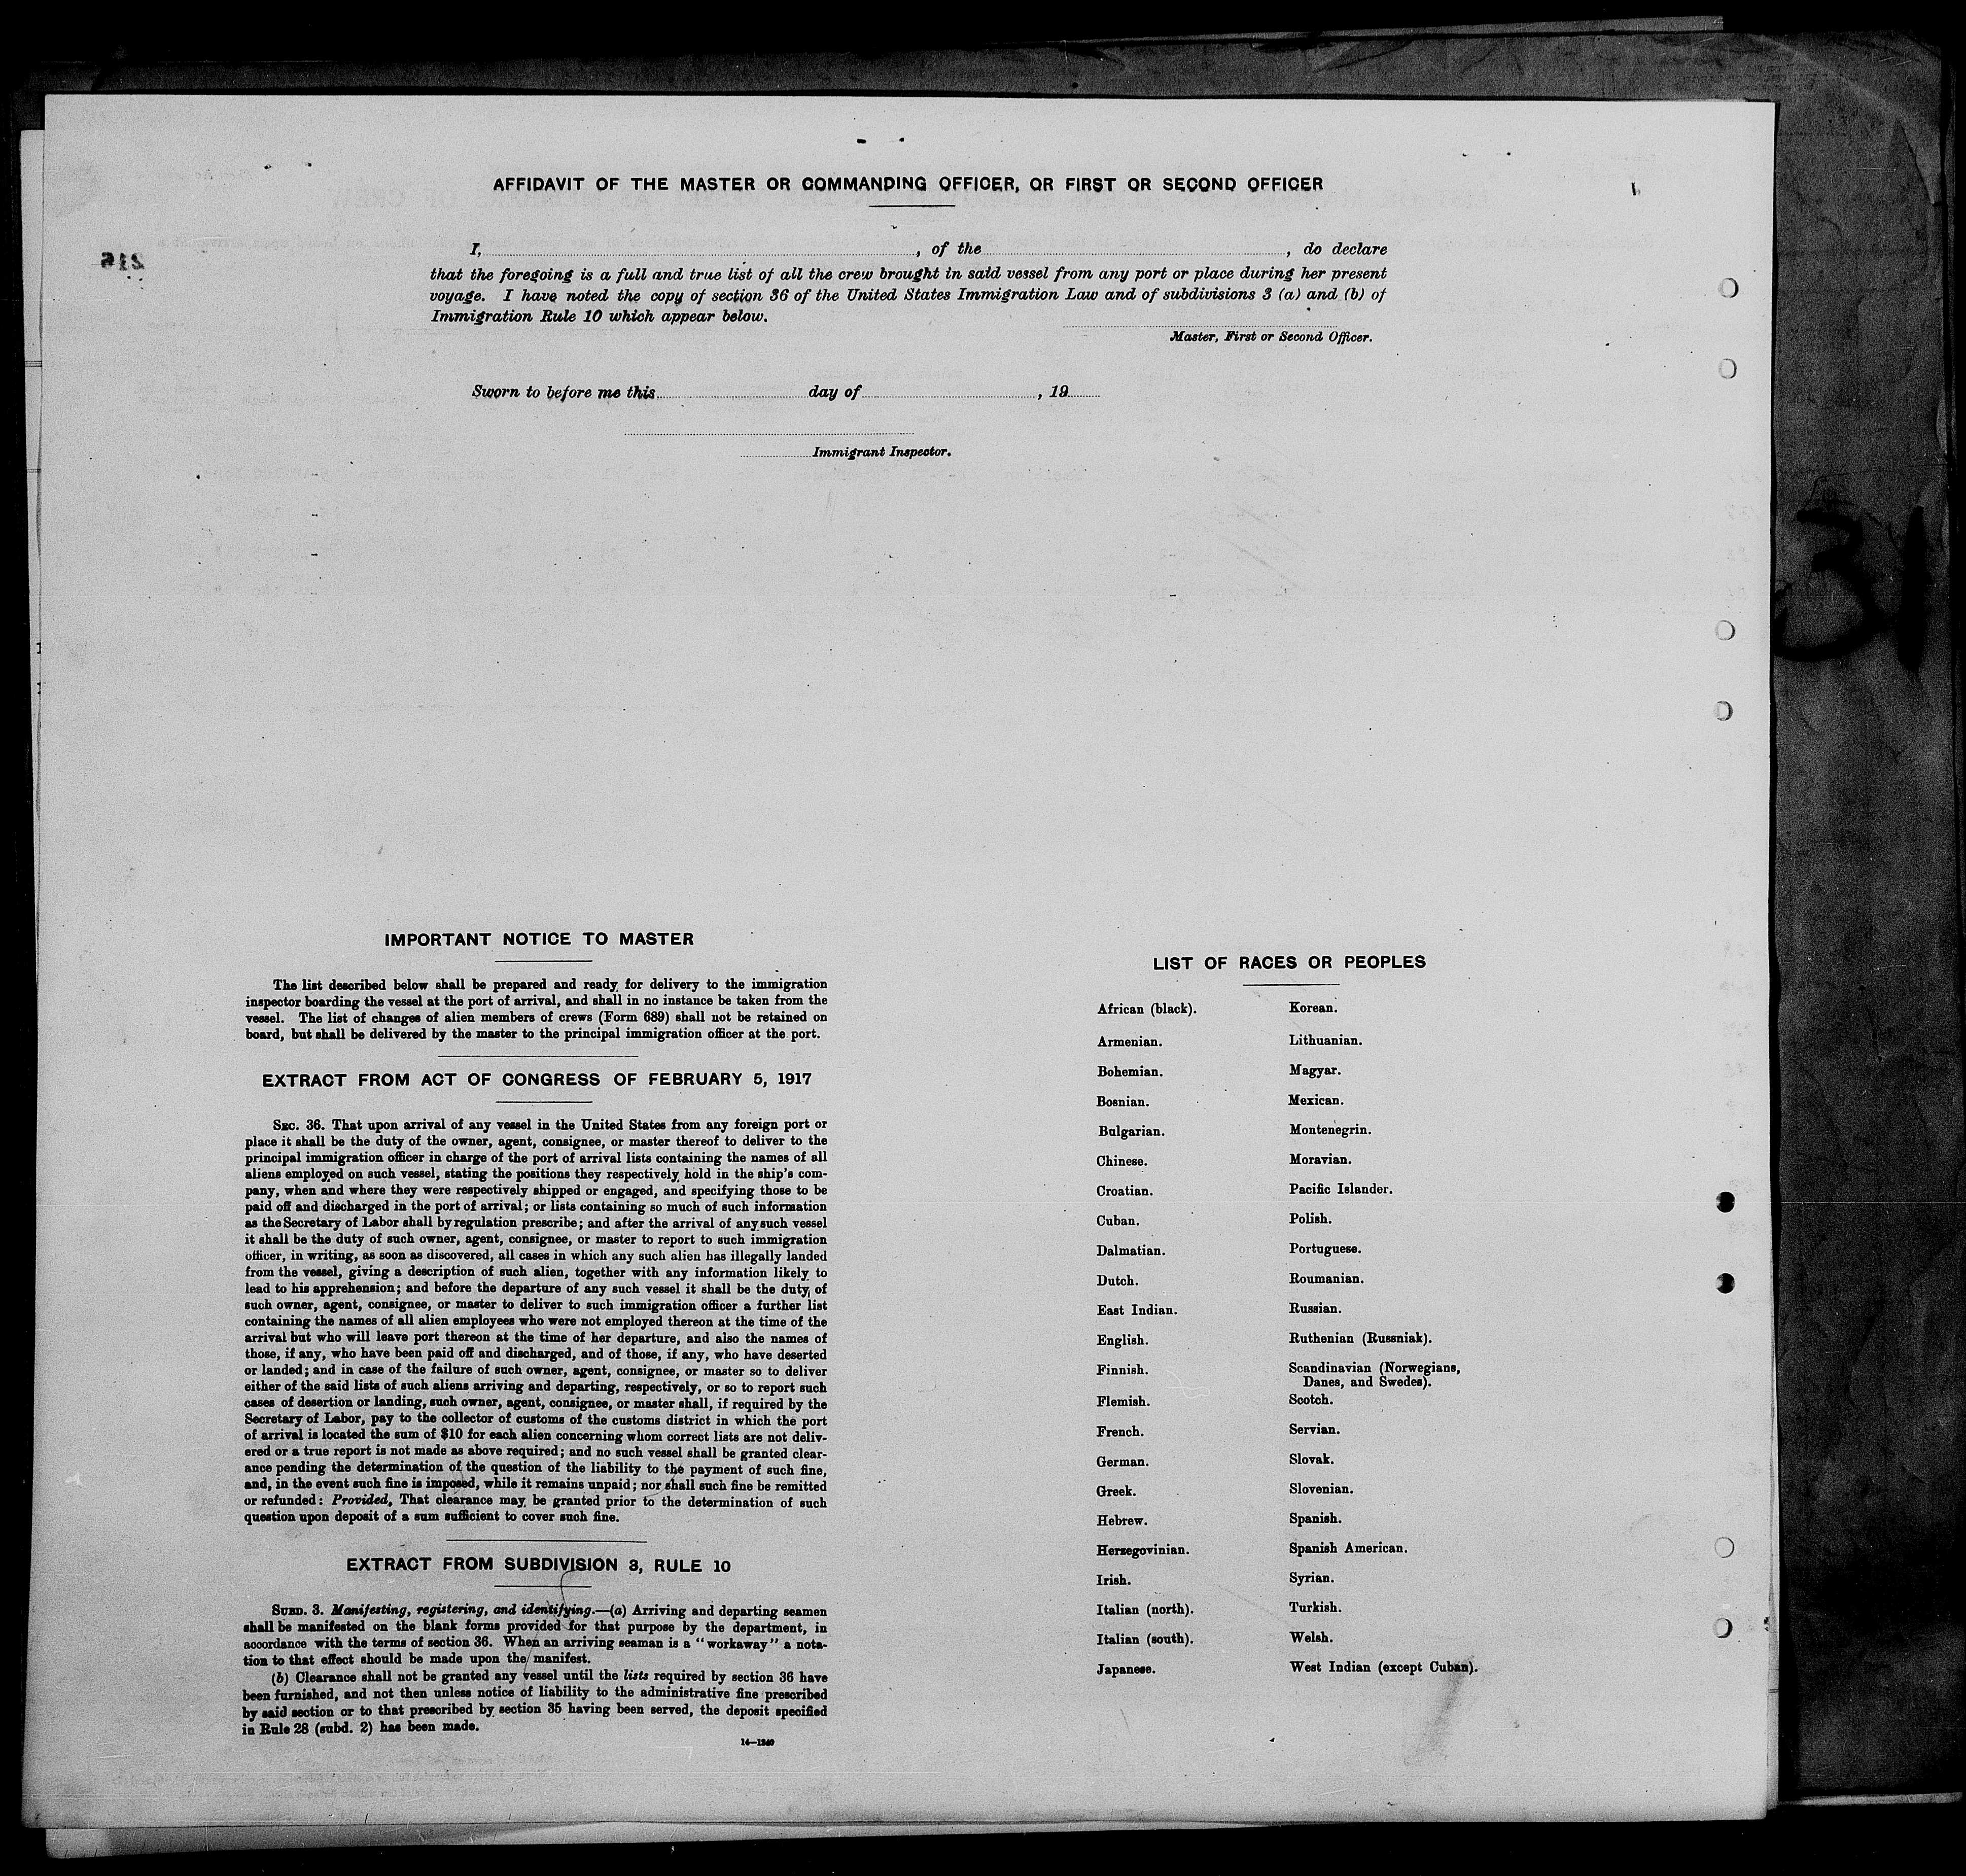 AFFIDAVIT OF THE MASTER OR COMMANDING OFFICER, OR FIRST OR SECOND OFFICER
I, , of the , do declare
that the foregoing is a full and true list of all the crew brought in said vessel from any port or place during her present
voyage. I have noted the copy of section 36 of the United States Immigration Law and of subdivisions 3 (a) and (b) of
Immigration Rule 10 which appear below.
Master, First or Second Officer.
Sworn to before me this day of , 19
Immigrant Inspector.
31
IMPORTANT NOTICE TO MASTER
The list described below shall be prepared and ready for delivery to the immigration
inspector boarding the vessel at the port of arrival, and shall in no instance be taken from the
vessel. The list of changes of alien members of crews (Form 689) shall not be retained on
board, but shall be delivered by the master to the principal immigration officer at the port.
EXTRACT FROM ACT OF CONGRESS OF FEBRUARY 5, 1917
SEC. 36. That upon arrival of any vessel in the United States from any foreign port or
place it shall be the duty of the owner, agent, consignee, or master thereof to deliver to the
principal immigration officer in charge of the port of arrival lists containing the names of all
aliens employed on such vessel, stating the positions they respectively hold in the ship's com-
pany, when and where they were respectively shipped or engaged, and specifying those to be
paid off and discharged in the port of arrival; or lists containing so much of such information
as the Secretary of Labor shall by regulation prescribe; and after the arrival of any such vessel
it shall be the duty of such owner, agent, consignee, or master to report to such immigration
officer, in writing, as soon as discovered, all cases in which any such alien has illegally landed
from the vessel, giving a description of such alien, together with any information likely to
lead to his apprehension; and before the departure of any such vessel it shall be the duty of
such owner, agent, consignee, or master to deliver to such immigration officer a further list
containing the names of all alien employees who were not employed thereon at the time of the
arrival but who will leave port thereon at the time of her departure, and also the names of
those, if any, who have been paid off and discharged, and of those, if any, who have deserted
or landed; and in case of the failure of such owner, agent, consignee, or master so to deliver
either of the said lists of such aliens arriving and departing, respectively, or so to report such
cases of desertion or landing, such owner, agent, consignee, or master shall, if required by the
Secretary of Labor, pay to the collector of customs of the customs district in which the port
of arrival is located the sum of $10 for each alien concerning whom correct lists are not deliv-
ered or a true report is not made as above required; and no such vessel shall be granted clear-
ance pending the determination of the question of the liability to the payment of such fine,
and, in the event such fine is imposed, while it remains unpaid; nor shall such fine be remitted
or refunded: Provided, That clearance may be granted prior to the determination of such
question upon deposit of a sum sufficient to cover such fine.
EXTRACT FROM SUBDIVISION 3, RULE 10
SUBD. 3. Manifesting, registering, and identifying.—(a) Arriving and departing seamen
shall be manifested on the blank forms provided for that purpose by the department, in
accordance with the terms of section 36. When an arriving seaman is a "workaway" a nota-
tion to that effect should be made upon the manifest.
(b) Clearance shall not be granted any vessel until the lists required by section 36 have
been furnished, and not then unless notice of liability to the administrative fine prescribed
by said section or to that prescribed by section 35 having been served, the deposit specified
in Rule 28 (subd. 2) has been made.
14—1240
LIST OF RACES OR PEOPLES
African (black).
Armenian.
Bohemian.
Bosnian.
Bulgarian.
Chinese.
Croatian.
Cuban.
Dalmatian.
Dutch.
East Indian.
English.
Finnish.
Flemish.
French.
German.
Greek.
Hebrew.
Herzegovinian.
Irish.
Italian (north).
Italian (south).
Japanese.
Korean.
Lithuanian.
Magyar.
Mexican.
Montenegrin.
Moravian.
Pacific Islander.
Polish.
Portuguese.
Roumanian.
Russian.
Ruthenian (Russniak).
Scandinavian (Norwegians,
Danes, and Swedes).
Scotch.
Servian.
Slovak.
Slovenian.
Spanish.
Spanish American.
Syrian.
Turkish.
Welsh.
West Indian (except Cuban).